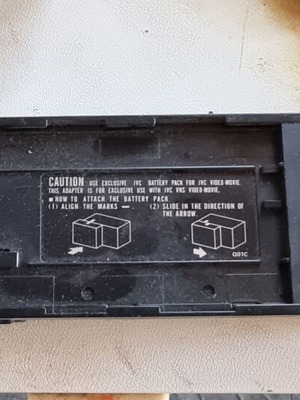 CAUTION USE EXCLUSIVE JVC BATTERY PACK FOR JVC VIDEO-MOVIE.
THIS ADAPTER IS FOR EXCLUSIVE USE WITH JVC VHS VIDEO-MOVIE.
■ HOW TO ATTACH THE BATTERY PACK
(1) ALIGN THE MARKS —. (2) SLIDE IN THE DIRECTION OF THE ARROW.
Q01C